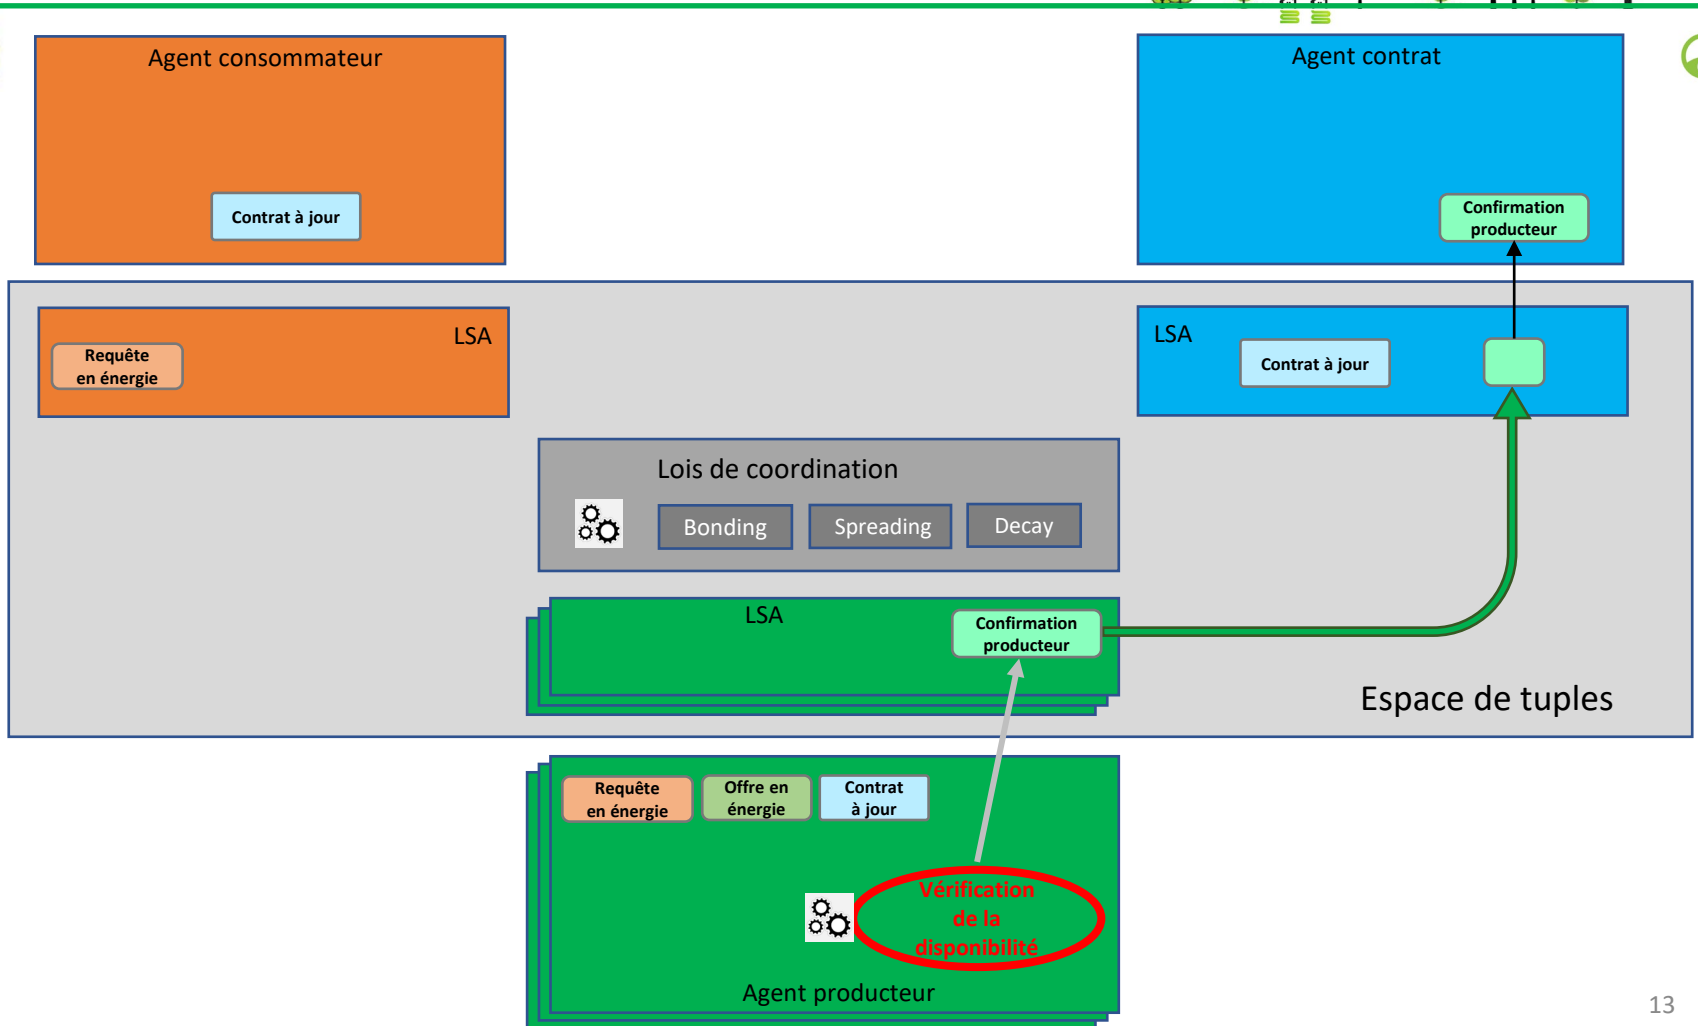 Agent consommateur
Agent contrat
Contrat à jour
Confirmation
producteur
LSA
Requête
en énergie
LSA
Contrat à jour
Lois de coordination
Bonding
Spreading
Decay
LSA
Confirmation
producteur
Espace de tuples
Requête
en énergie
Offre en
énergie
Contrat
à jour
Vérification
de la
disponibilité
Agent producteur
13